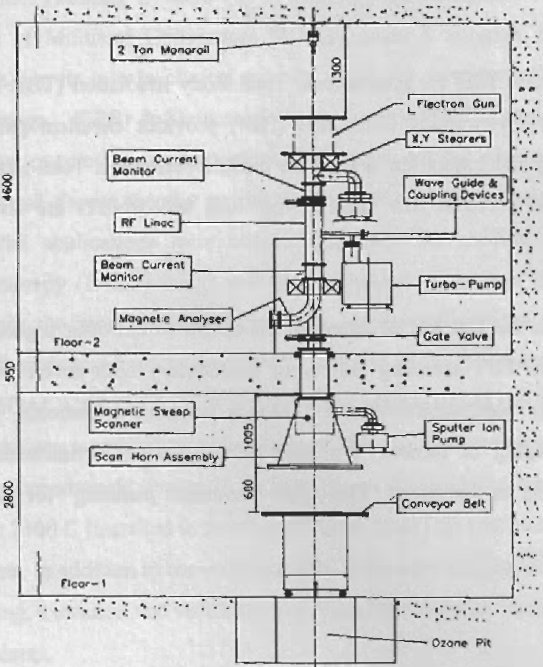 2 Ton Monorail
1300
Electron Gun
X,Y Steerers
Beam Current
Monitor
Wave Guide &
Coupling Devices
4600
RF Linac
Beam Current
Monitor
Turbo-Pump
Magnetic Analyser
Gate Valve
Floor-2
550
Magnetic Sweep
Scanner
1005
Sputter Ion
Pump
Scan Horn Assembly
600
2800
Conveyor Belt
Floor-1
Ozone Pit